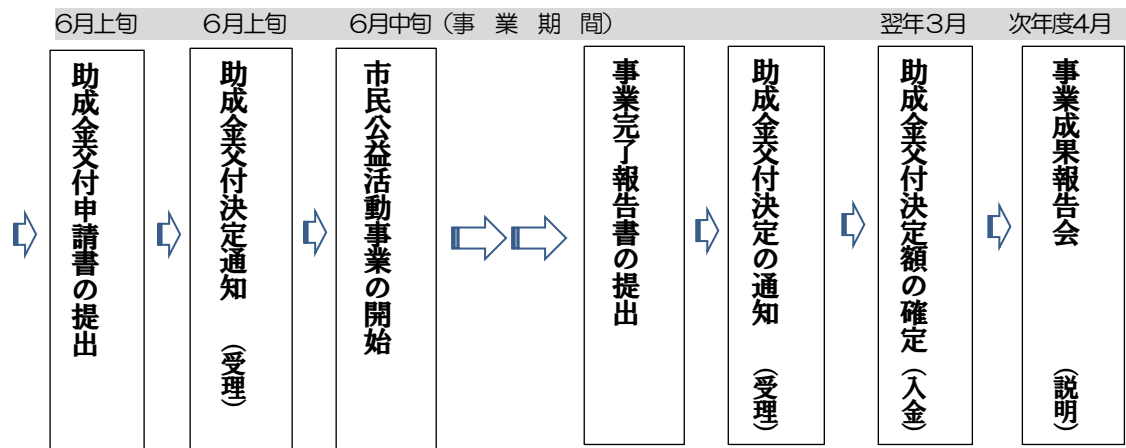 6月上旬 6月上旬 6月中旬(事 業 期 間) 翌年3月 次年度4月
助成金交付申請書の提出
助成金交付決定通知 (受理)
市民公益活動事業の開始
事業完了報告書の提出
助成金交付決定の通知 (受理)
助成金交付決定額の確定(入金)
事業成果報告会 (説明)